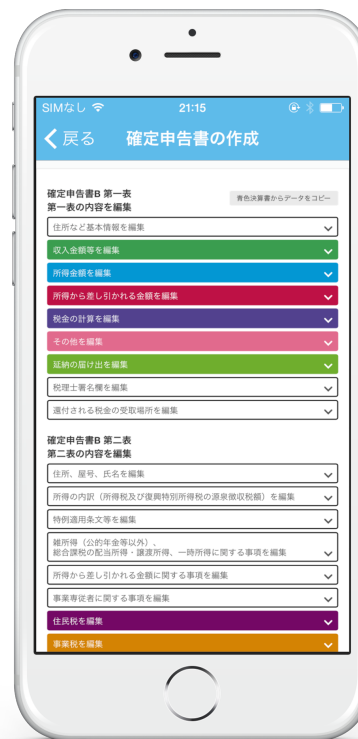 SIMなし 21:15
戻る 確定申告書の作成
確定申告書B 第一表
第一表の内容を編集
青色決算書からデータをコピー
住所など基本情報を編集
収入金額等を編集
所得金額を編集
所得から差し引かれる金額を編集
税金の計算を編集
その他を編集
延納の届け出を編集
税理士署名欄を編集
還付される税金の受取場所を編集
確定申告書B 第二表
第二表の内容を編集
住所、屋号、氏名を編集
所得の内訳（所得税及び復興特別所得税の源泉徴収税額）を編集
特例適用条文等を編集
雑所得（公的年金等以外）、
総合課税の配当所得・譲渡所得、一時所得に関する事項を編集
所得から差し引かれる金額に関する事項を編集
事業専従者に関する事項を編集
住民税を編集
事業税を編集